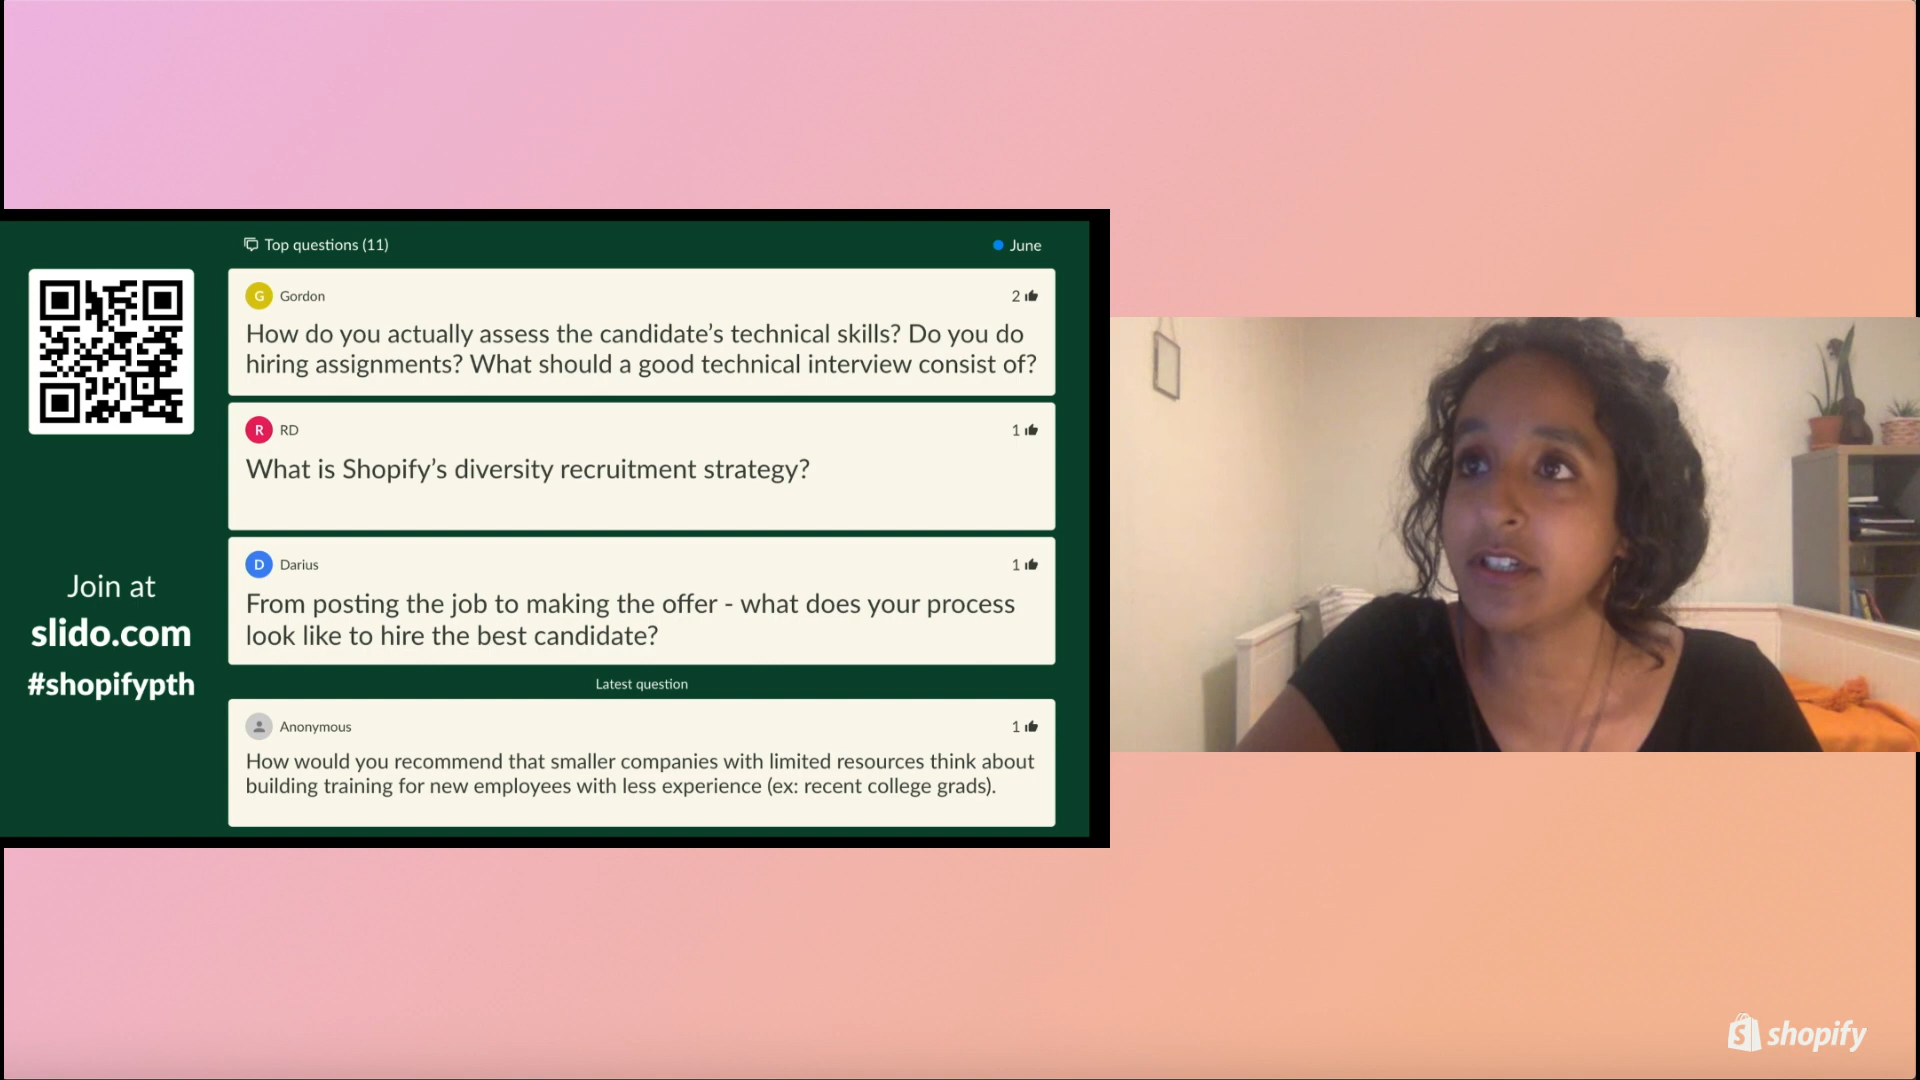 Top questions (11)
June
G Gordon
2
How do you actually assess the candidate's technical skills? Do you do
hiring assignments? What should a good technical interview consist of?
R RD
1
What is Shopify's diversity recruitment strategy?
D Darius
1
From posting the job to making the offer - what does your process
look like to hire the best candidate?
Latest question
Anonymous
1
How would you recommend that smaller companies with limited resources think about
building training for new employees with less experience (ex: recent college grads).
Join at
slido.com
#shopifypth
S shopify